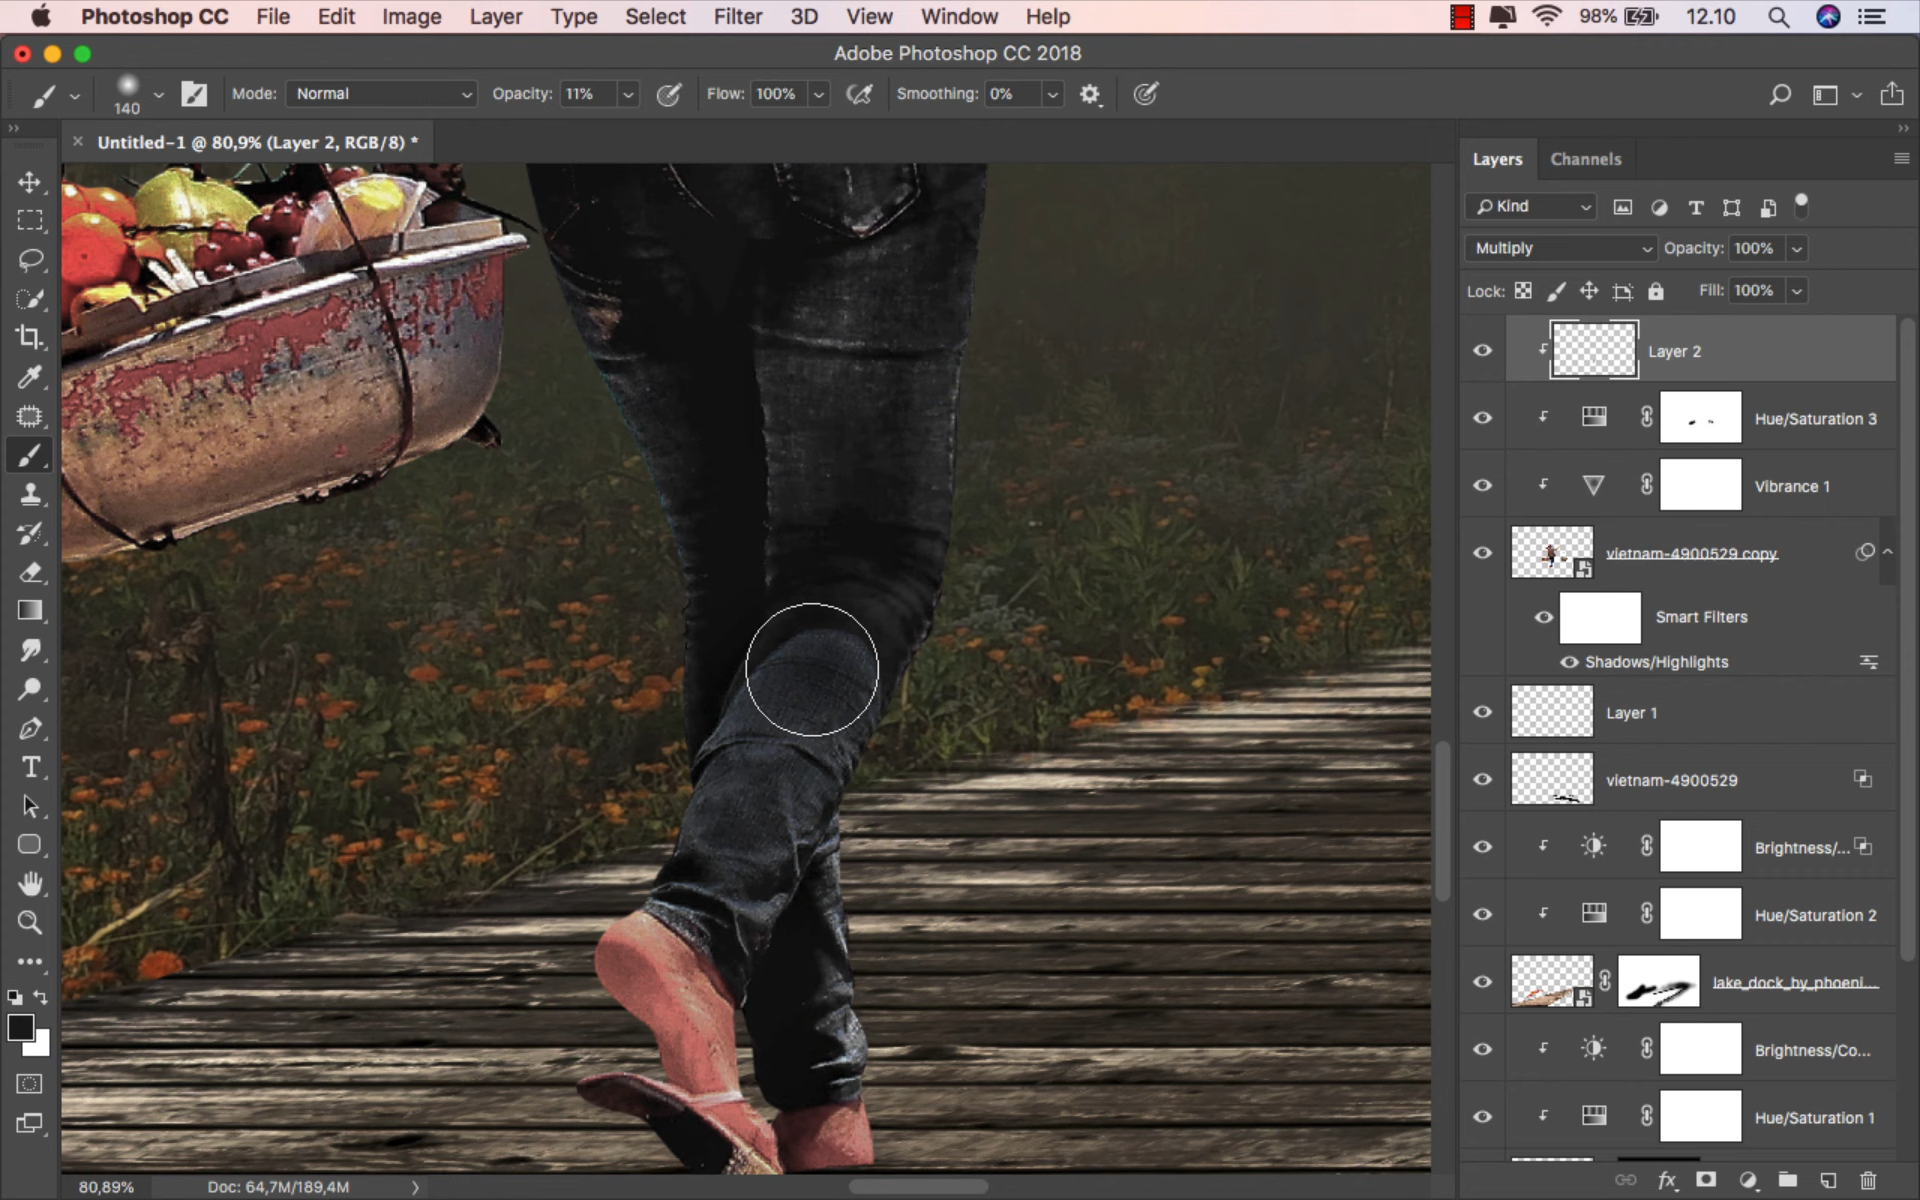 Photoshop CC File Edit Image Layer Type Select Filter 3D View Window Help 98% 12.10
Adobe Photoshop CC 2018
140 Mode: Normal Opacity: 11% Flow: 100% Smoothing: 0%
Untitled-1 @ 80,9% (Layer 2, RGB/8) *
Layers Channels
Kind
Multiply Opacity: 100%
Lock: Fill: 100%
Layer 2
Hue/Saturation 3
Vibrance 1
vietnam-4900529 copy
Smart Filters
Shadows/Highlights
Layer 1
vietnam-4900529
Brightness/...
Hue/Saturation 2
lake_dock_by_phoeni...
Brightness/Co...
Hue/Saturation 1
80,89% Doc: 64,7M/189,4M